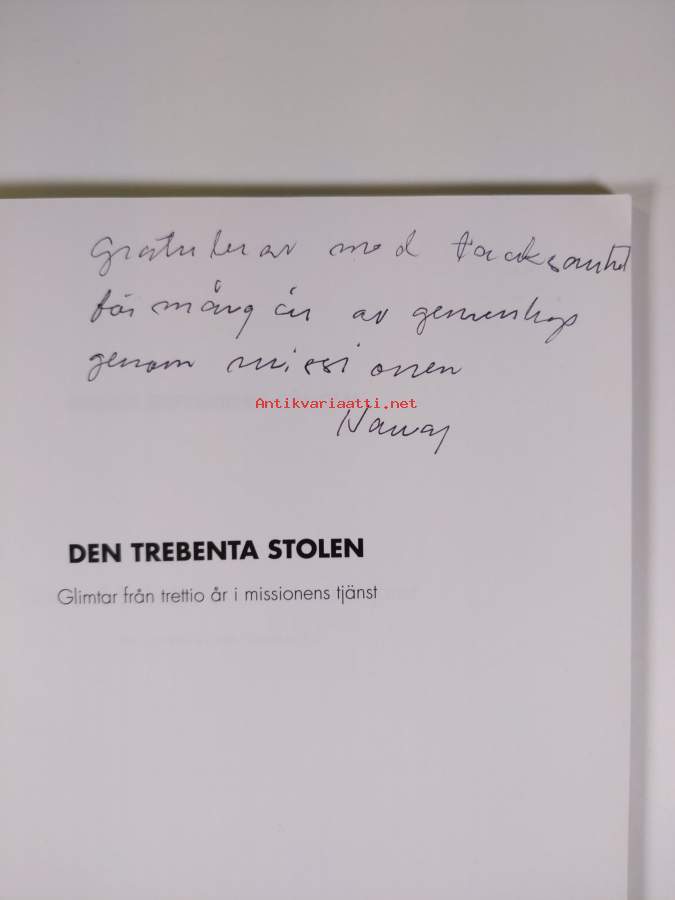 Gratulerar med tacksamhet
för mång år av gemenskap
genom missionen
Antikvariaatti.net
DEN TREBENTA STOLEN
Glimtar från trettio år i missionens tjänst